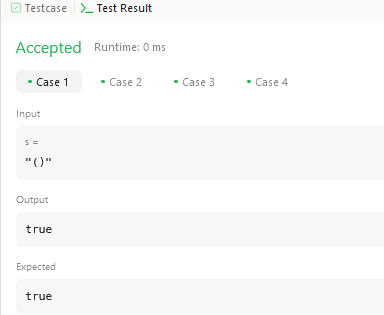 Testcase | >_ Test Result
Accepted Runtime: 0 ms
• Case 1 • Case 2 • Case 3 • Case 4
Input
s =
"()"
Output
true
Expected
true